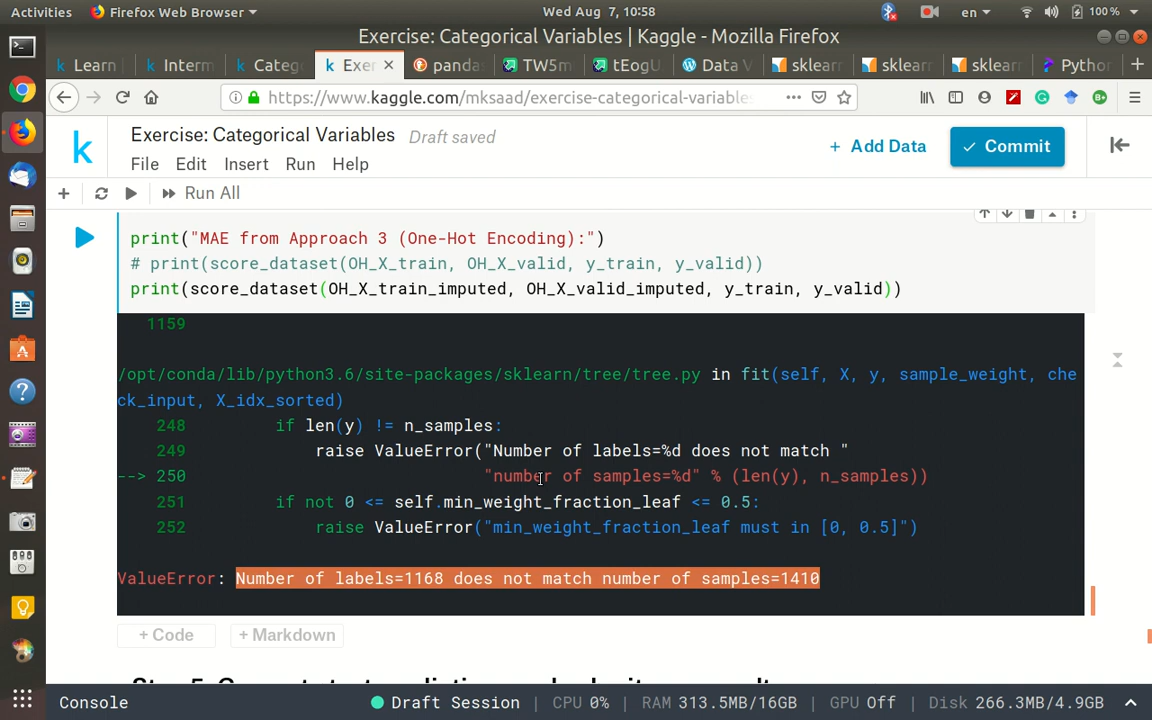 Activities Firefox Web Browser Wed Aug 7, 10:58 en 100 %
Exercise: Categorical Variables | Kaggle - Mozilla Firefox
Learn Interm Categ Exer panda TW5m tEogU Data V sklear sklear sklear Python
https://www.kaggle.com/mksaad/exercise-categorical-variable
Exercise: Categorical Variables Draft saved
+ Add Data Commit
File Edit Insert Run Help
Run All
print("MAE from Approach 3 (One-Hot Encoding):")
# print(score_dataset(OH_X_train, OH_X_valid, y_train, y_valid))
print(score_dataset(OH_X_train_imputed, OH_X_valid_imputed, y_train, y_valid))
1159
/opt/conda/lib/python3.6/site-packages/sklearn/tree/tree.py in fit(self, X, y, sample_weight, che
ck_input, X_idx_sorted)
248 if len(y) != n_samples:
249 raise ValueError("Number of labels=%d does not match "
--> 250 "number of samples=%d" % (len(y), n_samples))
251 if not 0 <= self.min_weight_fraction_leaf <= 0.5:
252 raise ValueError("min_weight_fraction_leaf must in [0, 0.5]")
ValueError: Number of labels=1168 does not match number of samples=1410
+ Code + Markdown
Console Draft Session | CPU 0% | RAM 313.5MB/16GB | GPU Off | Disk 266.3MB/4.9GB